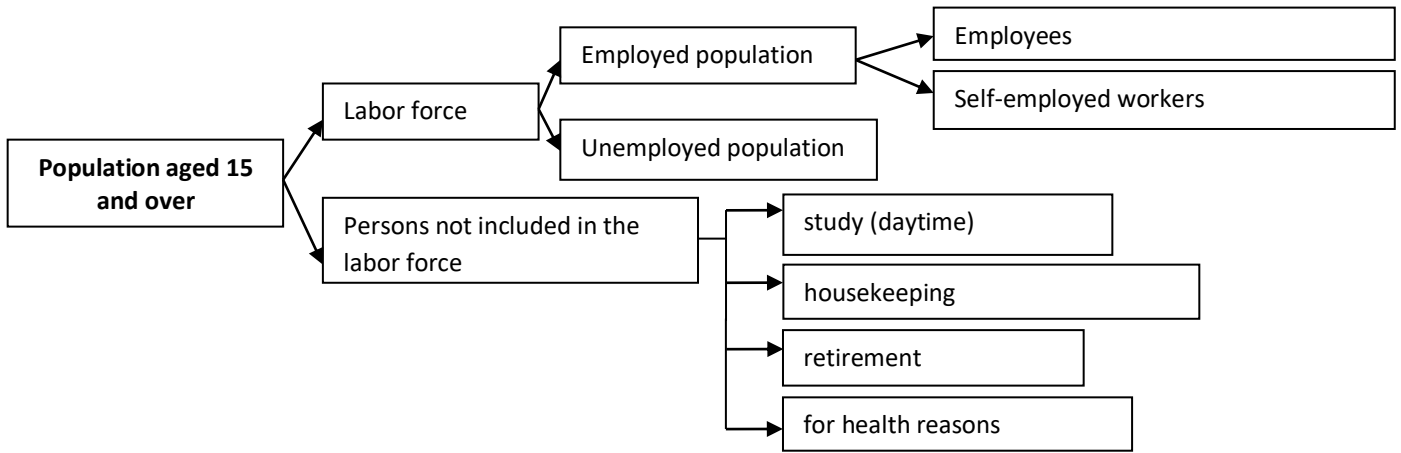 Population aged 15
and over
Labor force
Employed population
Employees
Self-employed workers
Unemployed population
Persons not included in the
labor force
study (daytime)
housekeeping
retirement
for health reasons